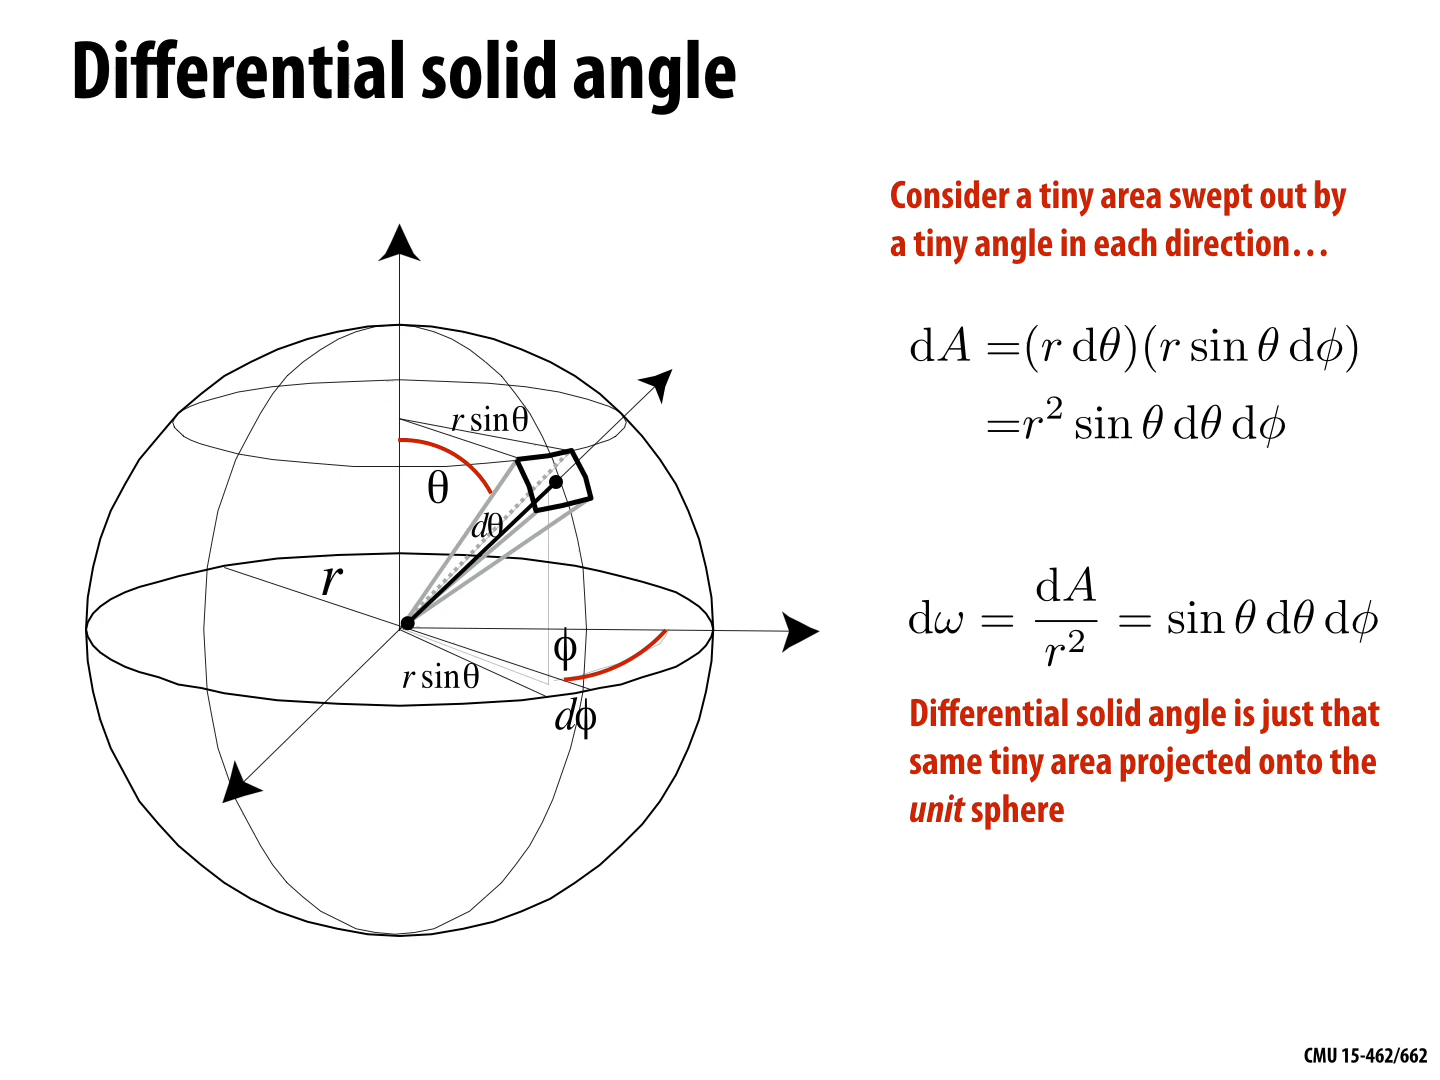 Differential solid angle
Consider a tiny area swept out by
a tiny angle in each direction…
dA =(r dθ)(r sin θ dϕ)
=r² sin θ dθ dϕ
r sinθ
θ
dθ
r
ϕ
r sinθ
dϕ
dω = dA/r² = sin θ dθ dϕ
Differential solid angle is just that
same tiny area projected onto the
unit sphere
CMU 15-462/662